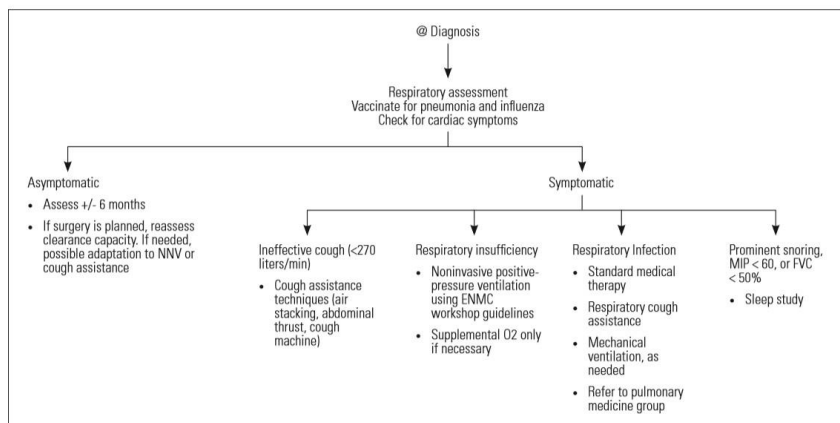 @ Diagnosis
Respiratory assessment
Vaccinate for pneumonia and influenza
Check for cardiac symptoms
Asymptomatic
• Assess +/- 6 months
• If surgery is planned, reassess
clearance capacity. If needed,
possible adaptation to NNV or
cough assistance
Symptomatic
Ineffective cough (<270
liters/min)
• Cough assistance
techniques (air
stacking, abdominal
thrust, cough
machine)
Respiratory insufficiency
• Noninvasive positive-
pressure ventilation
using ENMC
workshop guidelines
• Supplemental O2 only
if necessary
Respiratory Infection
• Standard medical
therapy
• Respiratory cough
assistance
• Mechanical
ventilation, as
needed
• Refer to pulmonary
medicine group
Prominent snoring,
MIP < 60, or FVC
< 50%
• Sleep study